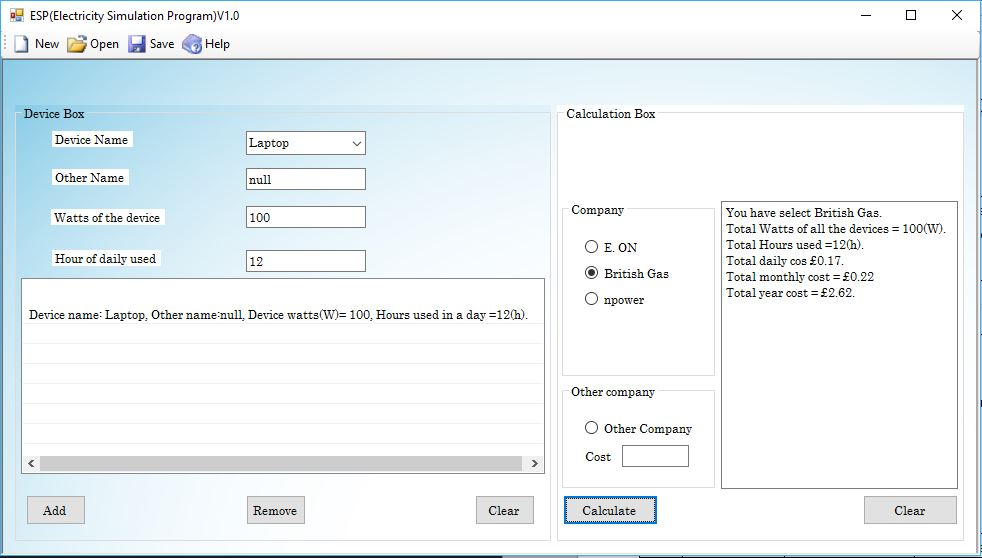 ESP(Electricity Simulation Program)V1.0
New Open Save Help
Device Box
Device Name
Laptop
Other Name
null
Watts of the device
100
Hour of daily used
12
Device name: Laptop, Other name:null, Device watts(W)= 100, Hours used in a day =12(h).
Add Remove Clear
Calculation Box
Company
E. ON
British Gas
npower
Other company
Other Company
Cost
You have select British Gas.
Total Watts of all the devices = 100(W).
Total Hours used =12(h).
Total daily cos £0.17.
Total monthly cost = £0.22
Total year cost = £2.62.
Calculate Clear